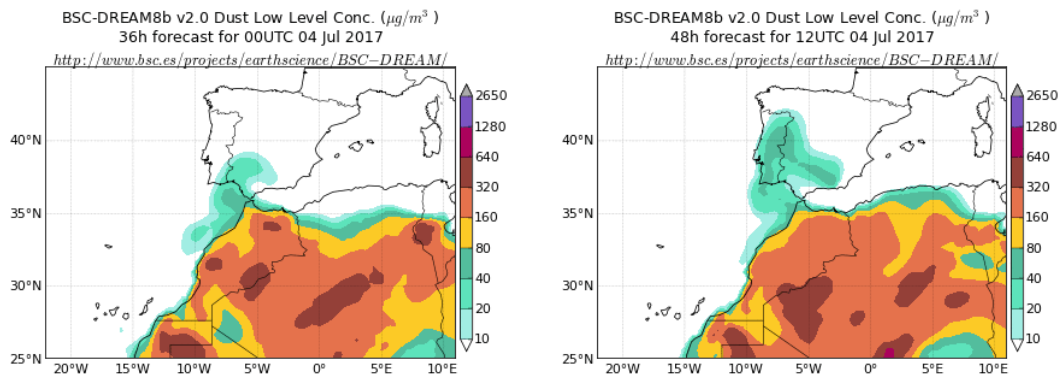 BSC-DREAM8b v2.0 Dust Low Level Conc. (μg/m³ )
36h forecast for 00UTC 04 Jul 2017
http://www.bsc.es/projects/earthscience/BSC−DREAM/
40°N
35°N
30°N
25°N
20°W
15°W
10°W
5°W
0°E
5°E
10°E
2650
1280
640
320
160
80
40
20
10
BSC-DREAM8b v2.0 Dust Low Level Conc. (μg/m³ )
48h forecast for 12UTC 04 Jul 2017
http://www.bsc.es/projects/earthscience/BSC−DREAM/
40°N
35°N
30°N
25°N
20°W
15°W
10°W
5°W
0°E
5°E
10°E
2650
1280
640
320
160
80
40
20
10